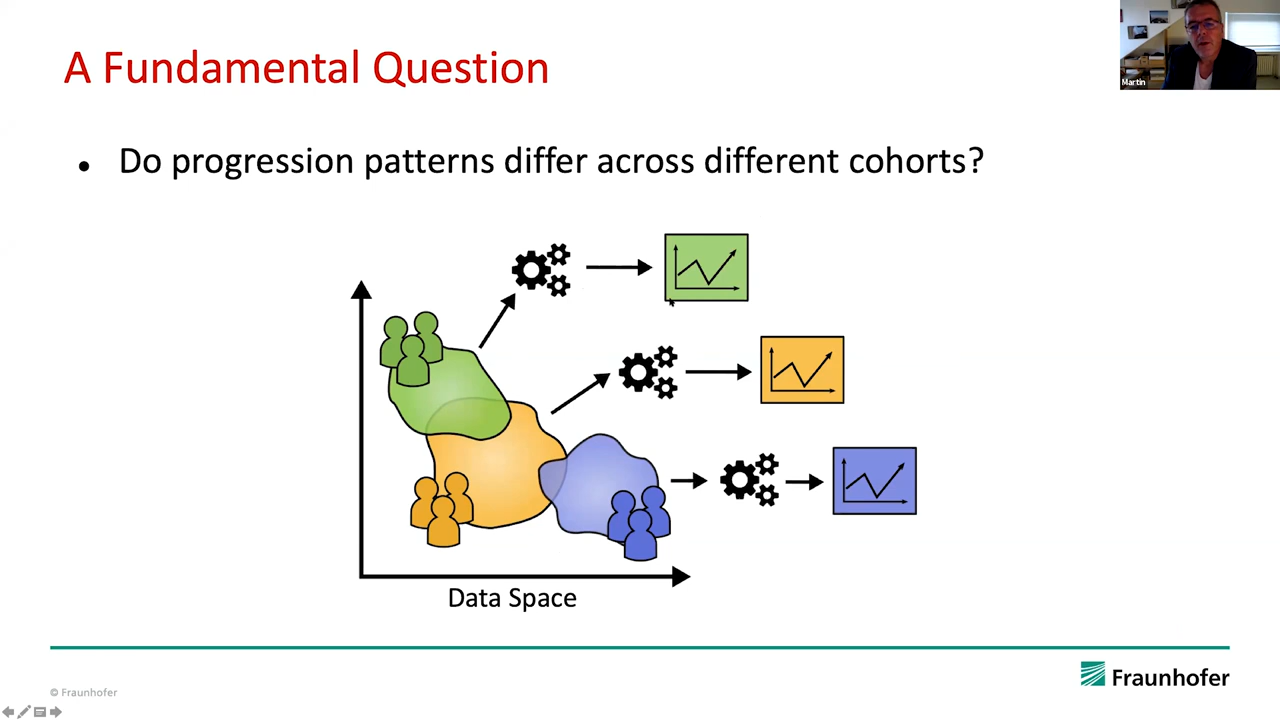 A Fundamental Question
Martin
• Do progression patterns differ across different cohorts?
Data Space
© Fraunhofer
Fraunhofer